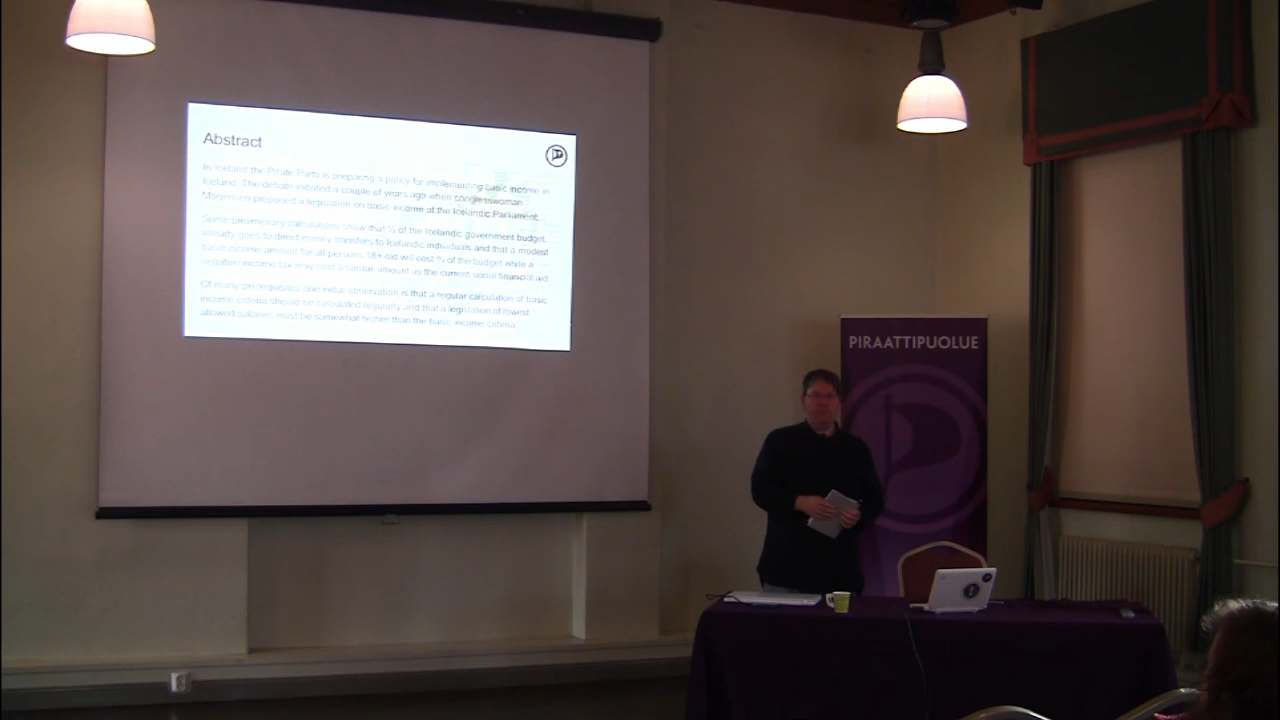 Abstract
In Iceland the Pirate Party is preparing a policy for implementing basic income in
Iceland. The debate initiated a couple of years ago when congresswoman
Mogensen proposed a legislation on basic income at the Icelandic Parliament.
Some preliminary calculations show that of the Icelandic government budget
already goes to direct money transfers to Icelandic individuals and that a modest
basic income amount for all persons 18+ old will cost of the budget while a
negative income tax may cost a similar amount as the current social financial aid
Of many prerequisites one initial observation is that a regular calculation of basic
income criteria should be calculated regularly and that a legislation of lowest
allowed salaries must be somewhat higher than the basic income criteria.
PIRAATTIPUOLUE